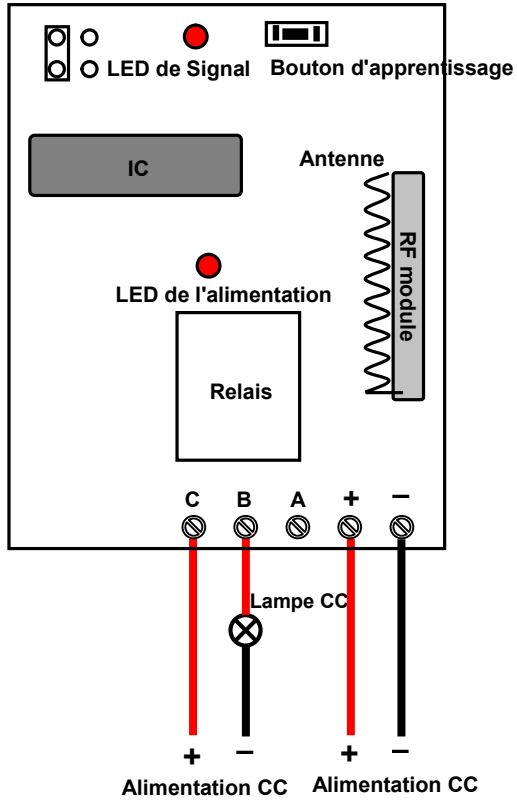 LED de Signal
Bouton d'apprentissage
IC
Antenne
RF module
LED de l'alimentation
Relais
C B A + −
Lampe CC
+ − + −
Alimentation CC
Alimentation CC